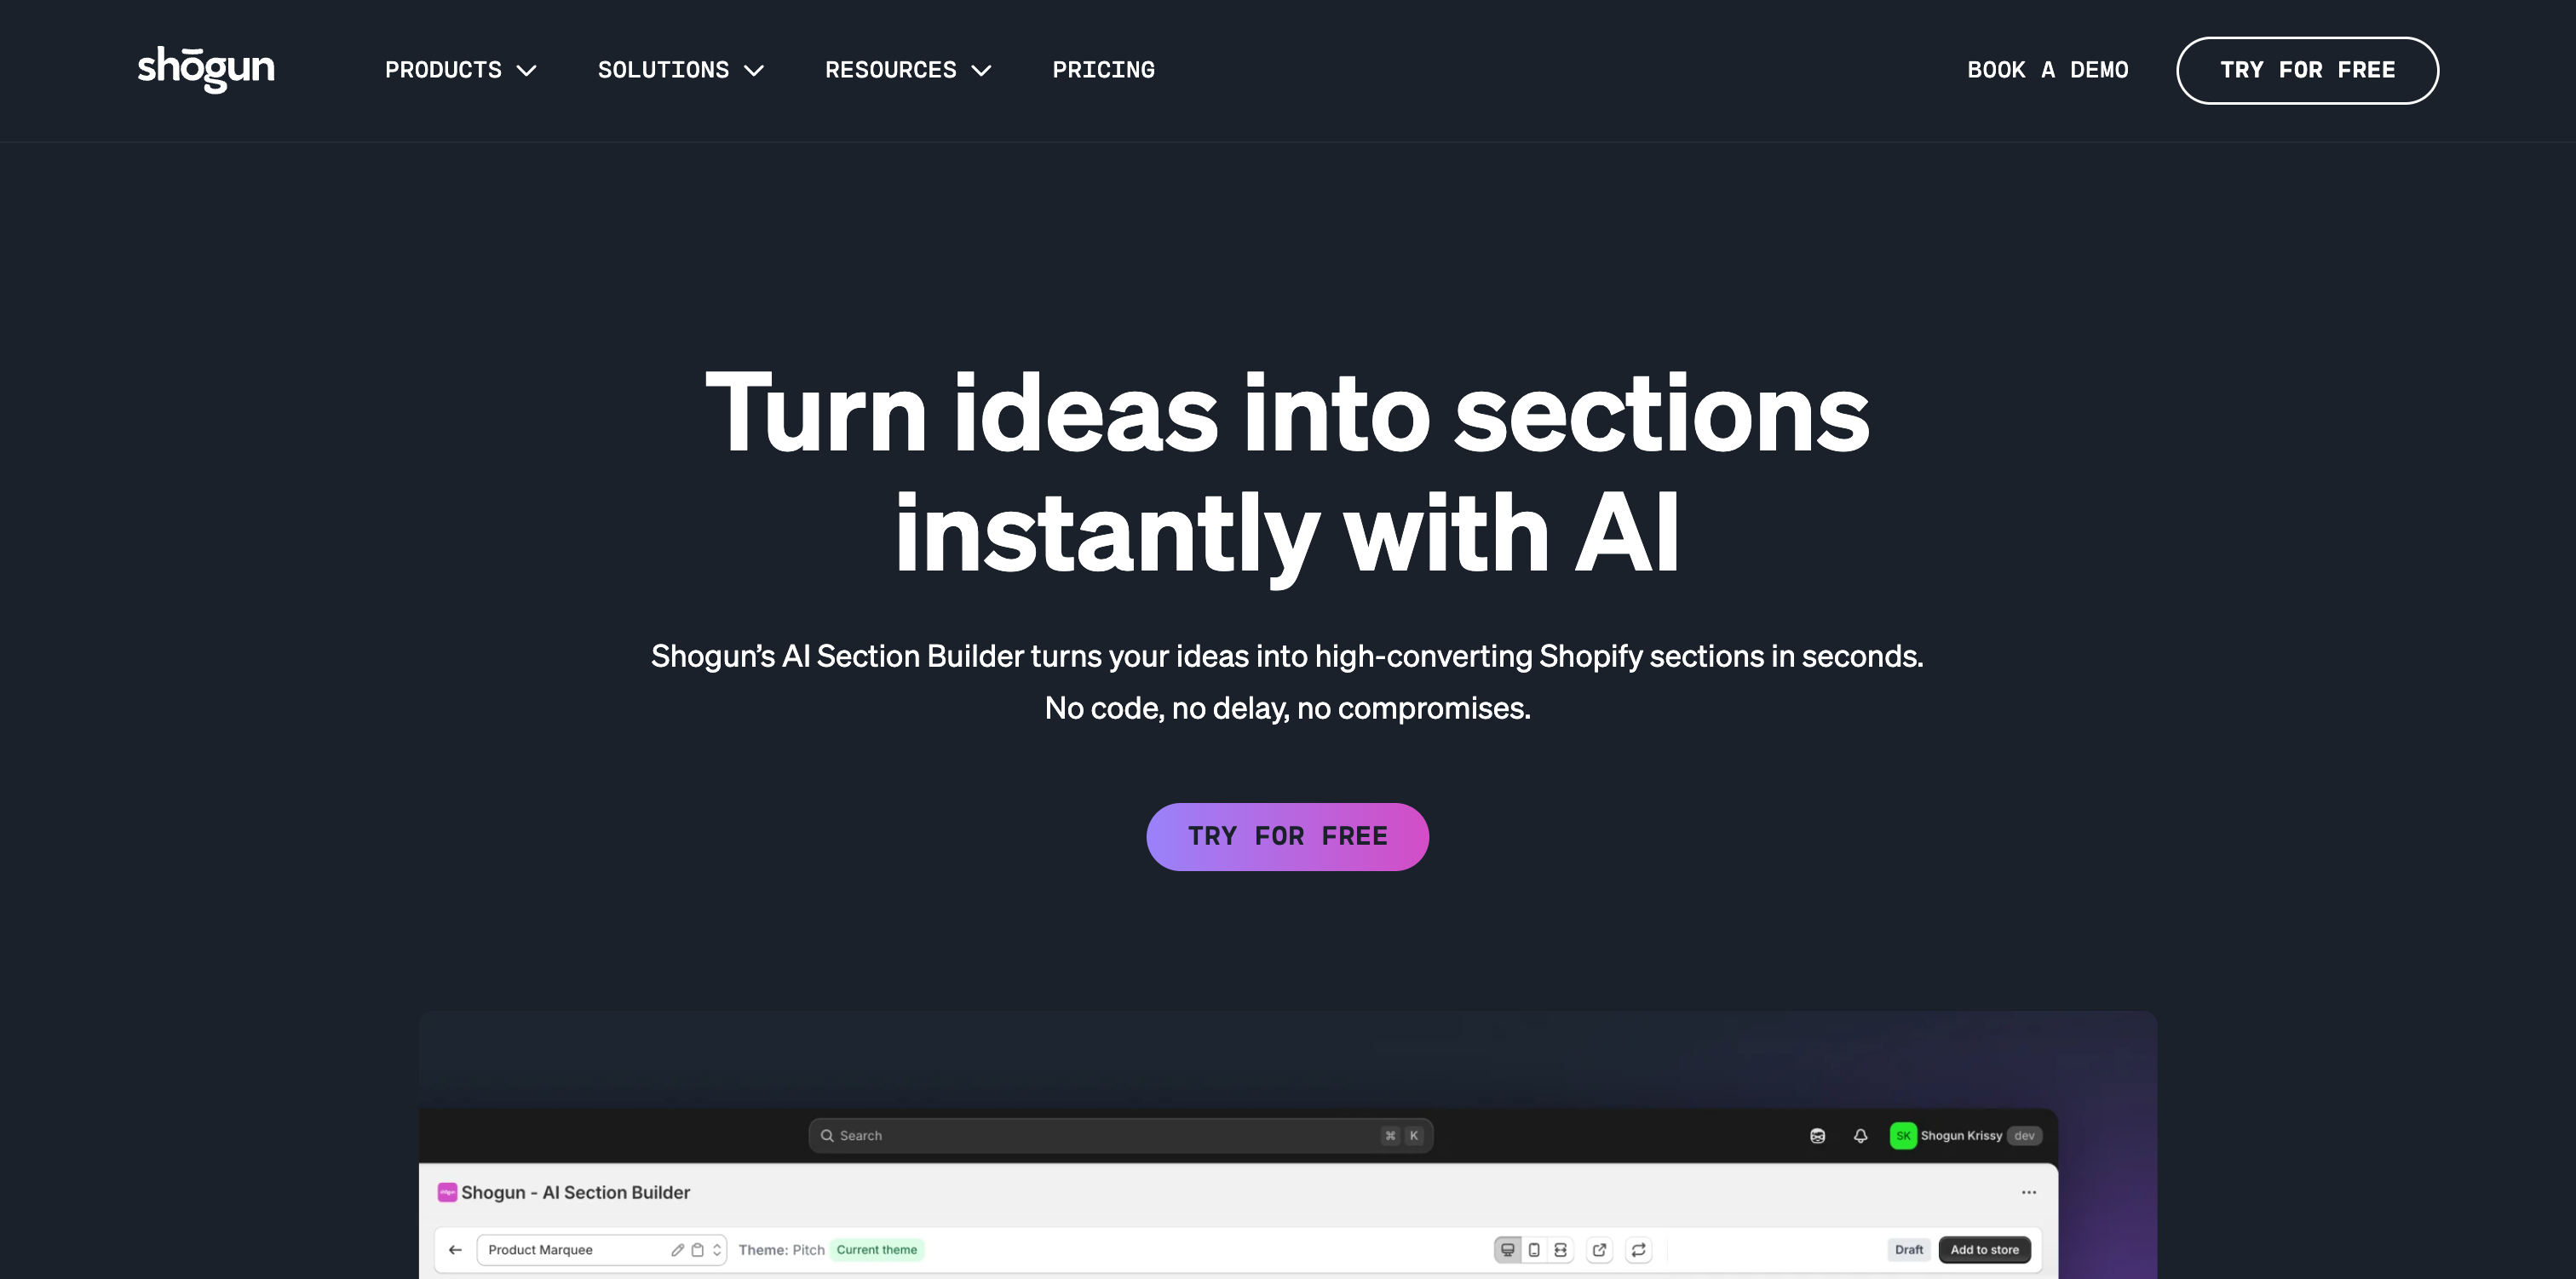 shōgun
PRODUCTS
SOLUTIONS
RESOURCES
PRICING
BOOK A DEMO
TRY FOR FREE
Turn ideas into sections
instantly with AI
Shogun’s AI Section Builder turns your ideas into high-converting Shopify sections in seconds.
No code, no delay, no compromises.
TRY FOR FREE
Search
⌘ K
SK
Shogun Krissy
dev
Shogun - AI Section Builder
Product Marquee
Theme: Pitch
Current theme
Draft
Add to store